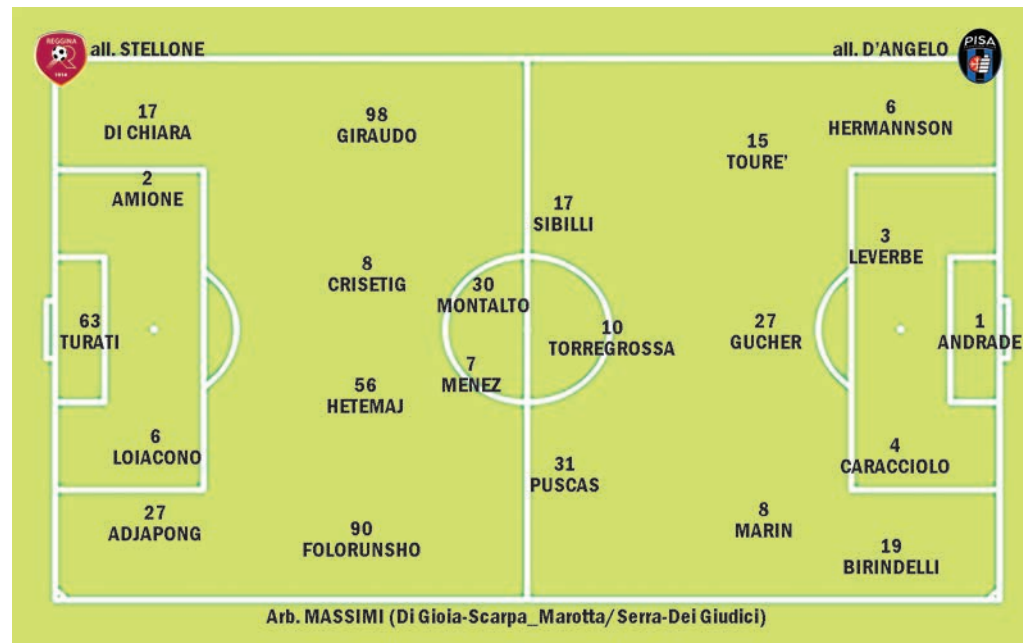 REGGINA
1914
all. STELLONE
all. D'ANGELO
PISA
17
DI CHIARA
98
GIRAUDO
6
HERMANNSON
15
TOURE'
2
AMIONE
17
SIBILLI
3
LEVERBE
8
CRISETIG
30
MONTALTO
63
TURATI
10
TORREGROSSA
27
GUCHER
1
ANDRADE
7
MENEZ
56
HETEMAJ
6
LOIACONO
4
CARACCIOLO
31
PUSCAS
27
ADJAPONG
90
FOLORUNSHO
8
MARIN
19
BIRINDELLI
Arb. MASSIMI (Di Gioia-Scarpa_Marotta/Serra-Dei Giudici)